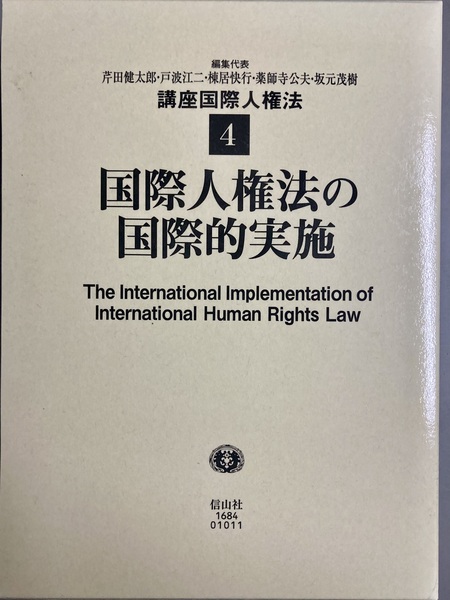 編集代表
芹田健太郎・戸波江二・棟居快行・薬師寺公夫・坂元茂樹
講座国際人権法
4
国際人権法の
国際的実施
The International Implementation of
International Human Rights Law
信山社
1684
01011